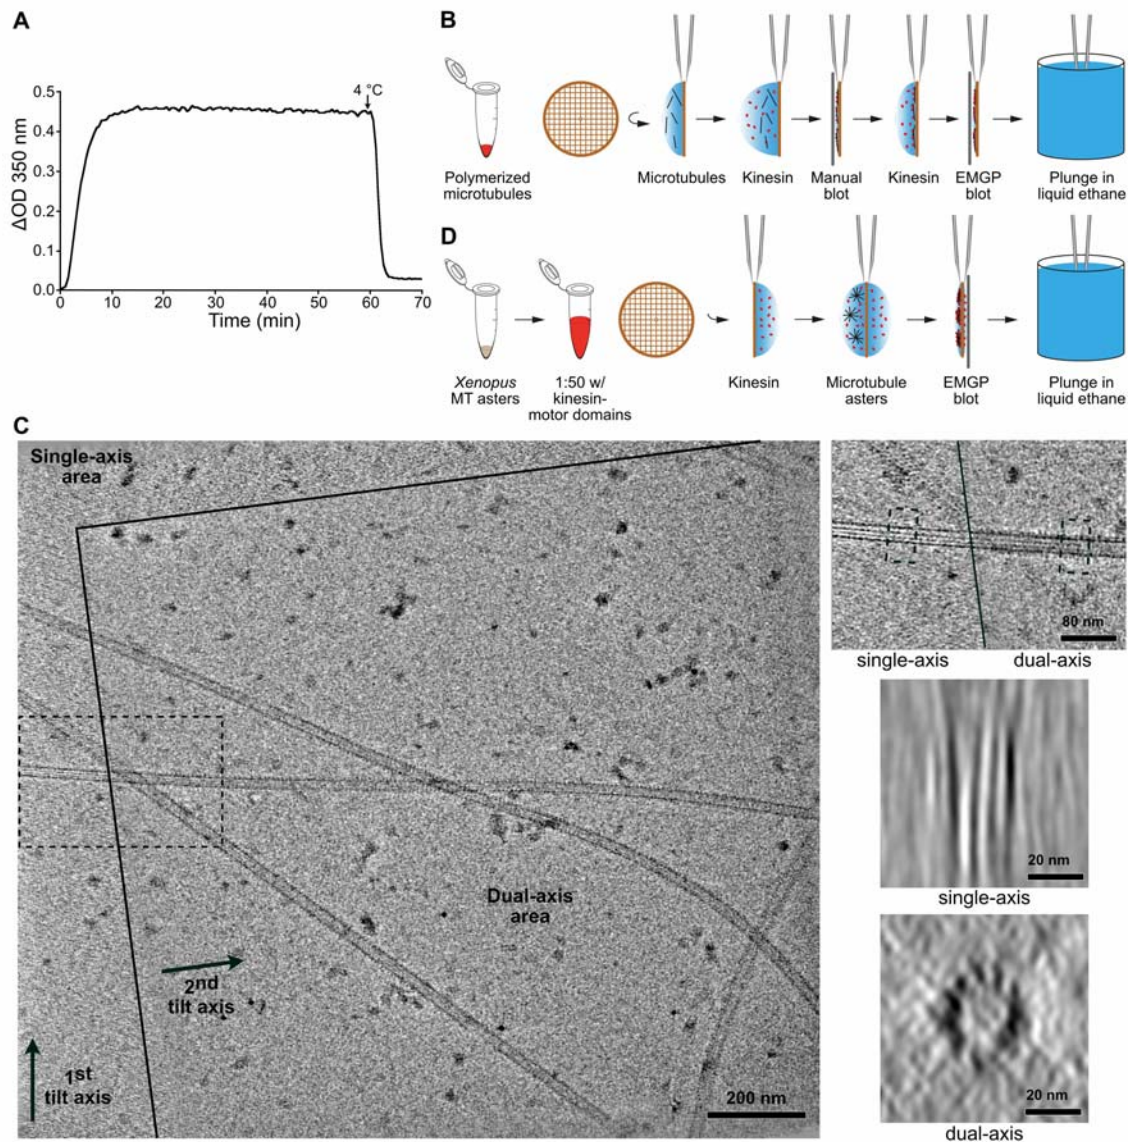 A
4 °C
0.5
0.4
0.3
0.2
0.1
0.0
ΔOD 350 nm
0 10 20 30 40 50 60 70
Time (min)
B
Polymerized
microtubules
Microtubules
Kinesin
Manual
blot
Kinesin
EMGP
blot
Plunge in
liquid ethane
D
Xenopus
MT asters
1:50 w/
kinesin-
motor domains
Kinesin
Microtubule
asters
EMGP
blot
Plunge in
liquid ethane
C
Single-axis
area
Dual-axis
area
2nd
tilt axis
1st
tilt axis
200 nm
80 nm
single-axis dual-axis
20 nm
single-axis
20 nm
dual-axis